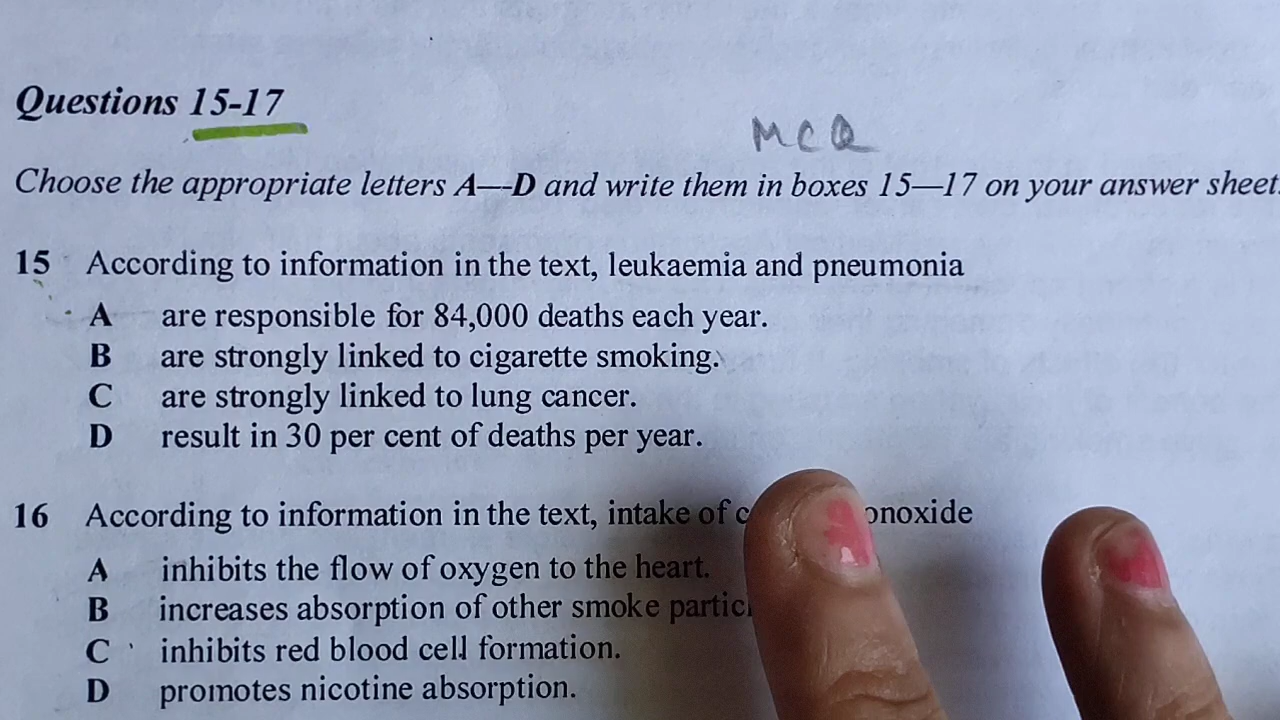 Questions 15-17
MCQ
Choose the appropriate letters A—D and write them in boxes 15—17 on your answer sheet.
15 According to information in the text, leukaemia and pneumonia
A are responsible for 84,000 deaths each year.
B are strongly linked to cigarette smoking.
C are strongly linked to lung cancer.
D result in 30 per cent of deaths per year.
16 According to information in the text, intake of
A inhibits the flow of oxygen to the heart.
B increases absorption of other smoke
C inhibits red blood cell formation.
D promotes nicotine absorption.